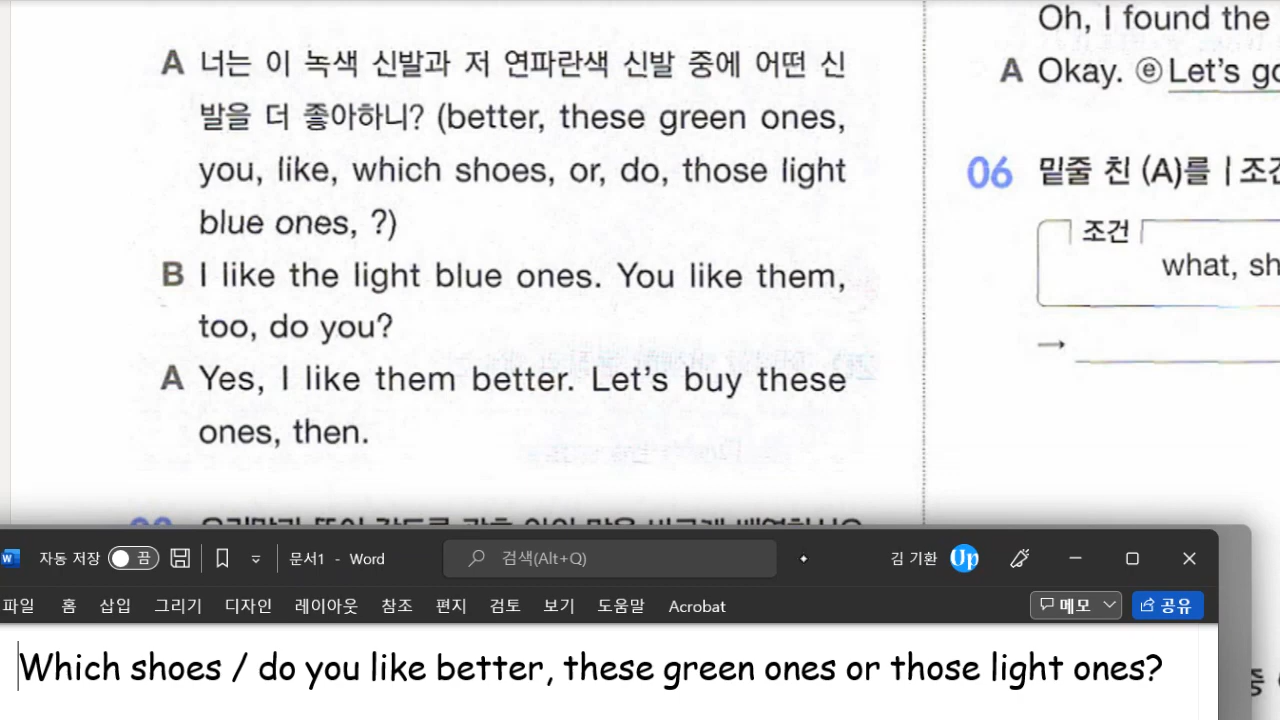 A 너는 이 녹색 신발과 저 연파란색 신발 중에 어떤 신
발을 더 좋아하니? (better, these green ones,
you, like, which shoes, or, do, those light
blue ones, ?)
B I like the light blue ones. You like them,
too, do you?
A Yes, I like them better. Let's buy these
ones, then.
Oh, I found the
A Okay. ⓔ Let's go
06 밑줄 친 (A)를 | 조건
조건
what, sh
→
자동 저장 끔 문서1 - Word 검색(Alt+Q) 김 기환 Up
파일 홈 삽입 그리기 디자인 레이아웃 참조 편지 검토 보기 도움말 Acrobat 메모 공유
Which shoes / do you like better, these green ones or those light ones?